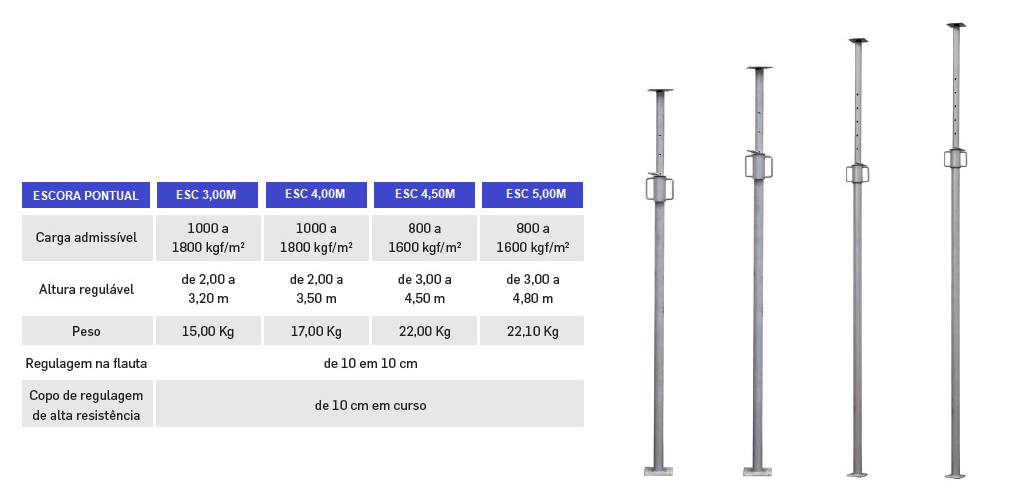 ESCORA PONTUAL ESC 3,00M ESC 4,00M ESC 4,50M ESC 5,00M
Carga admissível
1000 a
1800 kgf/m²
1000 a
1800 kgf/m²
800 a
1600 kgf/m²
800 a
1600 kgf/m²
Altura regulável
de 2,00 a
3,20 m
de 2,00 a
3,50 m
de 3,00 a
4,50 m
de 3,00 a
4,80 m
Peso 15,00 Kg 17,00 Kg 22,00 Kg 22,10 Kg
Regulagem na flauta de 10 em 10 cm
Copo de regulagem
de alta resistência
de 10 cm em curso